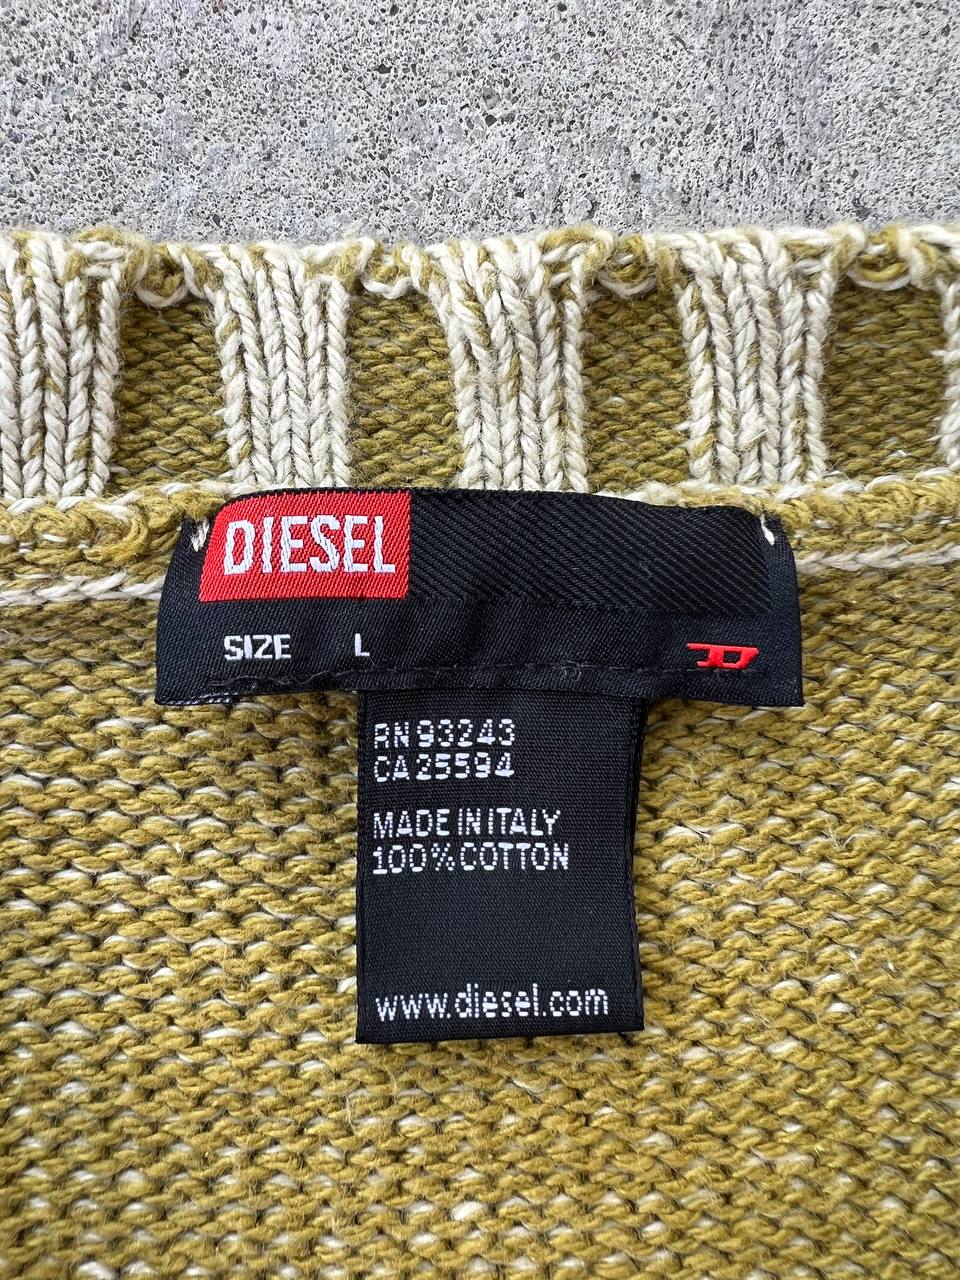 DIESEL
SIZE L
D
RN 93243
CA 25594
MADE IN ITALY
100% COTTON
www.diesel.com